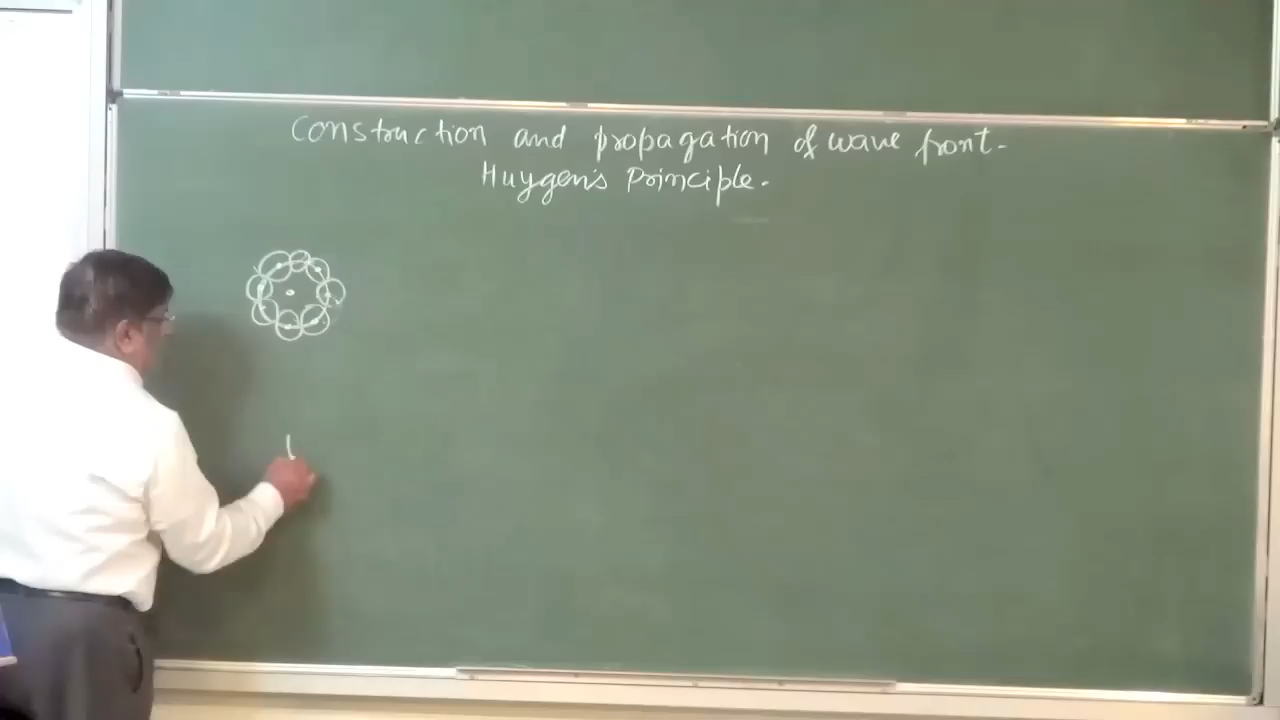 Construction and propagation of wave front.
Huygen's Principle.